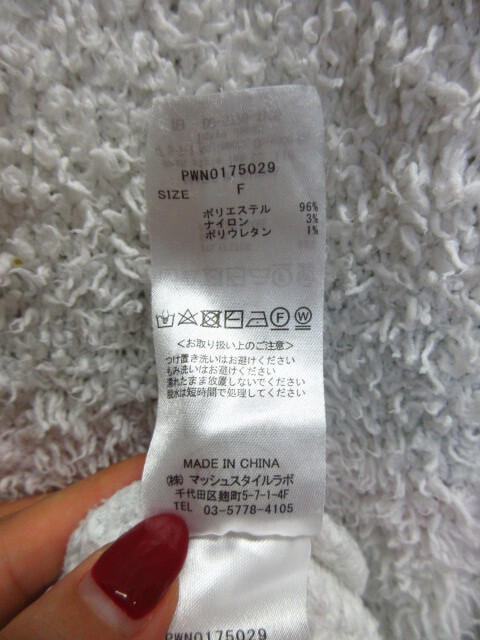 PWN0175029
SIZE F
ポリエステル 96%
ナイロン 3%
ポリウレタン 1%
<お取り扱い上のご注意>
つけ置き洗いはお避けください
もみ洗いはお避けください
濡れたまま放置しないでください
脱水は短時間で処理してください
MADE IN CHINA
(株)マッシュスタイルラボ
千代田区麹町5-7-1-4F
TEL 03-5778-4105
PWN0175029